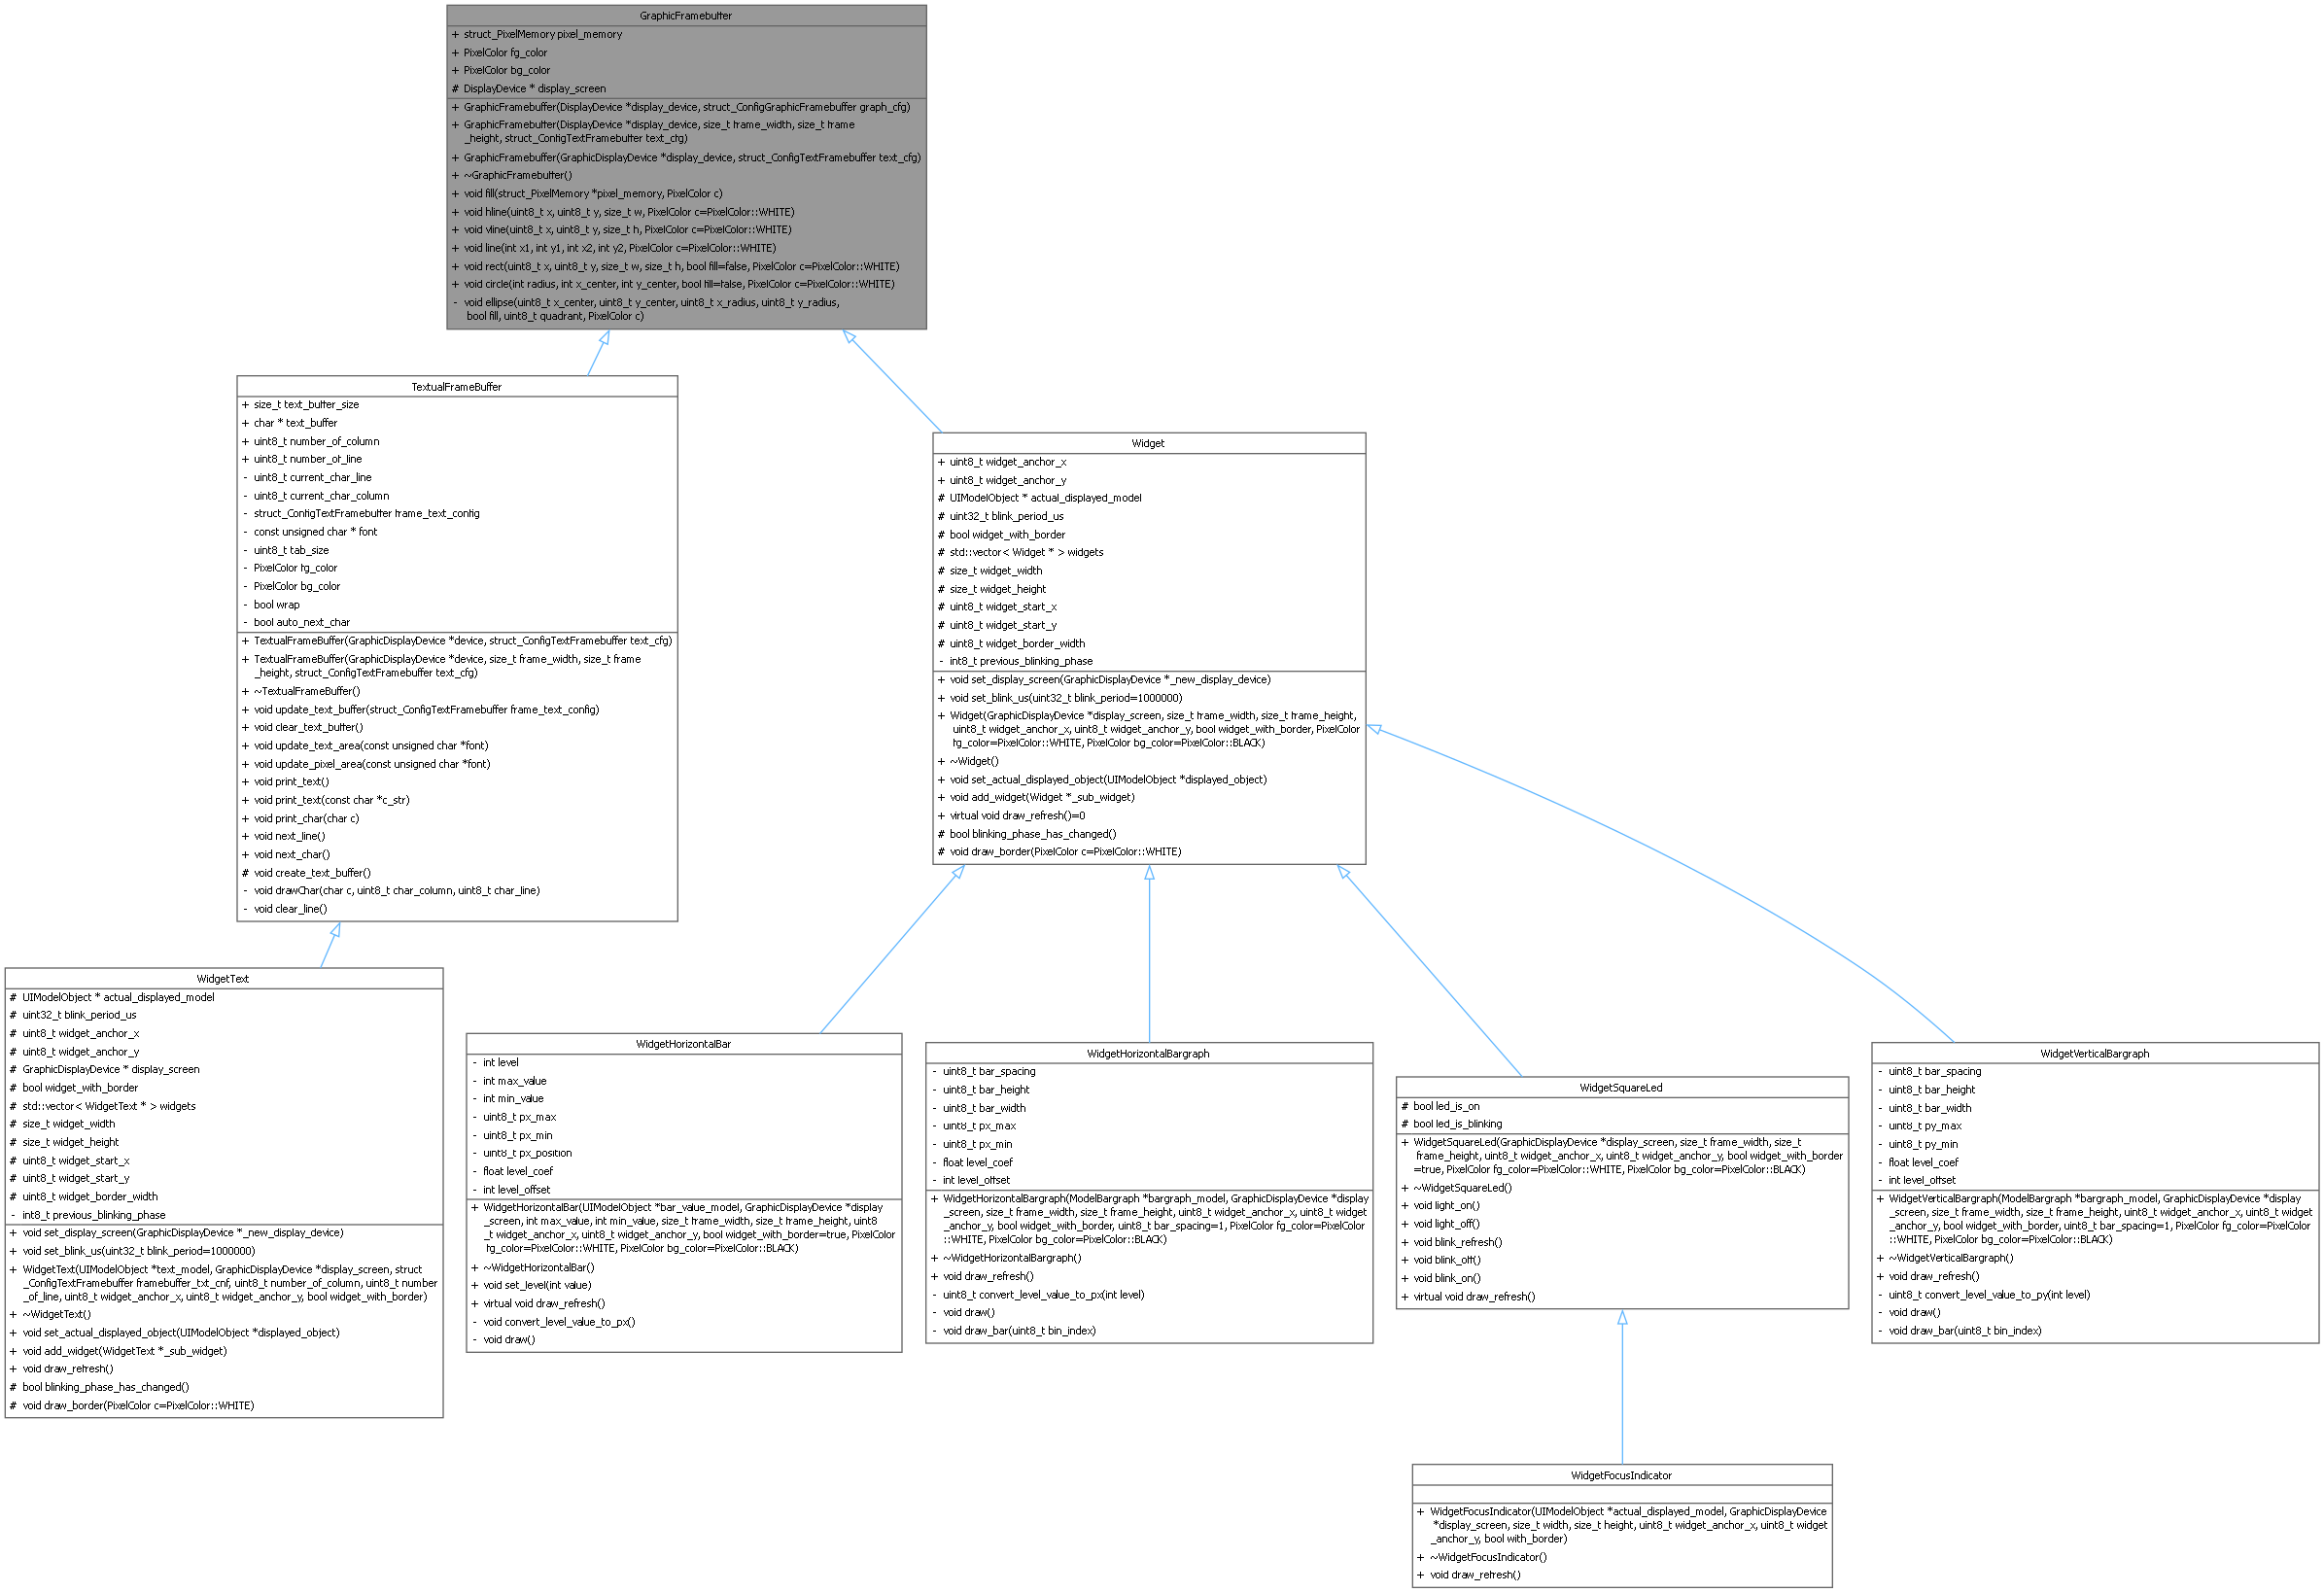 GraphicFramebuffer
+ struct_PixelMemory pixel_memory
+ PixelColor fg_color
+ PixelColor bg_color
# DisplayDevice * display_screen
+ GraphicFramebuffer(DisplayDevice *display_device, struct_ConfigGraphicFramebuffer graph_cfg)
+ GraphicFramebuffer(DisplayDevice *display_device, size_t frame_width, size_t frame
_height, struct_ConfigTextFramebuffer text_cfg)
+ GraphicFramebuffer(GraphicDisplayDevice *display_device, struct_ConfigTextFramebuffer text_cfg)
+ ~GraphicFramebuffer()
+ void fill(struct_PixelMemory *pixel_memory, PixelColor c)
+ void hline(uint8_t x, uint8_t y, size_t w, PixelColor c=PixelColor::WHITE)
+ void vline(uint8_t x, uint8_t y, size_t h, PixelColor c=PixelColor::WHITE)
+ void line(int x1, int y1, int x2, int y2, PixelColor c=PixelColor::WHITE)
+ void rect(uint8_t x, uint8_t y, size_t w, size_t h, bool fill=false, PixelColor c=PixelColor::WHITE)
+ void circle(int radius, int x_center, int y_center, bool fill=false, PixelColor c=PixelColor::WHITE)
- void ellipse(uint8_t x_center, uint8_t y_center, uint8_t x_radius, uint8_t y_radius,
bool fill, uint8_t quadrant, PixelColor c)
TextualFrameBuffer
+ size_t text_buffer_size
+ char * text_buffer
+ uint8_t number_of_column
+ uint8_t number_of_line
- uint8_t current_char_line
- uint8_t current_char_column
- struct_ConfigTextFramebuffer frame_text_config
- const unsigned char * font
- uint8_t tab_size
- PixelColor fg_color
- PixelColor bg_color
- bool wrap
- bool auto_next_char
+ TextualFrameBuffer(GraphicDisplayDevice *device, struct_ConfigTextFramebuffer text_cfg)
+ TextualFrameBuffer(GraphicDisplayDevice *device, size_t frame_width, size_t frame
_height, struct_ConfigTextFramebuffer text_cfg)
+ ~TextualFrameBuffer()
+ void update_text_buffer(struct_ConfigTextFramebuffer frame_text_config)
+ void clear_text_buffer()
+ void update_text_area(const unsigned char *font)
+ void update_pixel_area(const unsigned char *font)
+ void print_text()
+ void print_text(const char *c_str)
+ void print_char(char c)
+ void next_line()
+ void next_char()
# void create_text_buffer()
- void drawChar(char c, uint8_t char_column, uint8_t char_line)
- void clear_line()
Widget
+ uint8_t widget_anchor_x
+ uint8_t widget_anchor_y
# UIModelObject * actual_displayed_model
# uint32_t blink_period_us
# bool widget_with_border
# std::vector< Widget * > widgets
# size_t widget_width
# size_t widget_height
# uint8_t widget_start_x
# uint8_t widget_start_y
# uint8_t widget_border_width
- int8_t previous_blinking_phase
+ void set_display_screen(GraphicDisplayDevice *_new_display_device)
+ void set_blink_us(uint32_t blink_period=1000000)
+ Widget(GraphicDisplayDevice *display_screen, size_t frame_width, size_t frame_height,
uint8_t widget_anchor_x, uint8_t widget_anchor_y, bool widget_with_border, PixelColor
fg_color=PixelColor::WHITE, PixelColor bg_color=PixelColor::BLACK)
+ ~Widget()
+ void set_actual_displayed_object(UIModelObject *displayed_object)
+ void add_widget(Widget *_sub_widget)
+ virtual void draw_refresh()=0
# bool blinking_phase_has_changed()
# void draw_border(PixelColor c=PixelColor::WHITE)
WidgetText
# UIModelObject * actual_displayed_model
# uint32_t blink_period_us
# uint8_t widget_anchor_x
# uint8_t widget_anchor_y
# GraphicDisplayDevice * display_screen
# bool widget_with_border
# std::vector< WidgetText * > widgets
# size_t widget_width
# size_t widget_height
# uint8_t widget_start_x
# uint8_t widget_start_y
# uint8_t widget_border_width
- int8_t previous_blinking_phase
+ void set_display_screen(GraphicDisplayDevice *_new_display_device)
+ void set_blink_us(uint32_t blink_period=1000000)
+ WidgetText(UIModelObject *text_model, GraphicDisplayDevice *display_screen, struct
_ConfigTextFramebuffer framebuffer_txt_cnf, uint8_t number_of_column, uint8_t number
_of_line, uint8_t widget_anchor_x, uint8_t widget_anchor_y, bool widget_with_border)
+ ~WidgetText()
+ void set_actual_displayed_object(UIModelObject *displayed_object)
+ void add_widget(WidgetText *_sub_widget)
+ void draw_refresh()
# bool blinking_phase_has_changed()
# void draw_border(PixelColor c=PixelColor::WHITE)
WidgetHorizontalBar
- int level
- int max_value
- int min_value
- uint8_t px_max
- uint8_t px_min
- uint8_t px_position
- float level_coef
- int level_offset
+ WidgetHorizontalBar(UIModelObject *bar_value_model, GraphicDisplayDevice *display
_screen, int max_value, int min_value, size_t frame_width, size_t frame_height, uint8
_t widget_anchor_x, uint8_t widget_anchor_y, bool widget_with_border=true, PixelColor
fg_color=PixelColor::WHITE, PixelColor bg_color=PixelColor::BLACK)
+ ~WidgetHorizontalBar()
+ void set_level(int value)
+ virtual void draw_refresh()
- void convert_level_value_to_px()
- void draw()
WidgetHorizontalBargraph
- uint8_t bar_spacing
- uint8_t bar_height
- uint8_t bar_width
- uint8_t px_max
- uint8_t px_min
- float level_coef
- int level_offset
+ WidgetHorizontalBargraph(ModelBargraph *bargraph_model, GraphicDisplayDevice *display
_screen, size_t frame_width, size_t frame_height, uint8_t widget_anchor_x, uint8_t widget
_anchor_y, bool widget_with_border, uint8_t bar_spacing=1, PixelColor fg_color=PixelColor
::WHITE, PixelColor bg_color=PixelColor::BLACK)
+ ~WidgetHorizontalBargraph()
+ void draw_refresh()
- uint8_t convert_level_value_to_px(int level)
- void draw()
- void draw_bar(uint8_t bin_index)
WidgetSquareLed
# bool led_is_on
# bool led_is_blinking
+ WidgetSquareLed(GraphicDisplayDevice *display_screen, size_t frame_width, size_t
frame_height, uint8_t widget_anchor_x, uint8_t widget_anchor_y, bool widget_with_border
=true, PixelColor fg_color=PixelColor::WHITE, PixelColor bg_color=PixelColor::BLACK)
+ ~WidgetSquareLed()
+ void light_on()
+ void light_off()
+ void blink_refresh()
+ void blink_off()
+ void blink_on()
+ virtual void draw_refresh()
WidgetVerticalBargraph
- uint8_t bar_spacing
- uint8_t bar_height
- uint8_t bar_width
- uint8_t py_max
- uint8_t py_min
- float level_coef
- int level_offset
+ WidgetVerticalBargraph(ModelBargraph *bargraph_model, GraphicDisplayDevice *display
_screen, size_t frame_width, size_t frame_height, uint8_t widget_anchor_x, uint8_t widget
_anchor_y, bool widget_with_border, uint8_t bar_spacing=1, PixelColor fg_color=PixelColor
::WHITE, PixelColor bg_color=PixelColor::BLACK)
+ ~WidgetVerticalBargraph()
+ void draw_refresh()
- uint8_t convert_level_value_to_py(int level)
- void draw()
- void draw_bar(uint8_t bin_index)
WidgetFocusIndicator
+ WidgetFocusIndicator(UIModelObject *actual_displayed_model, GraphicDisplayDevice
*display_screen, size_t width, size_t height, uint8_t widget_anchor_x, uint8_t widget
_anchor_y, bool with_border)
+ ~WidgetFocusIndicator()
+ void draw_refresh()